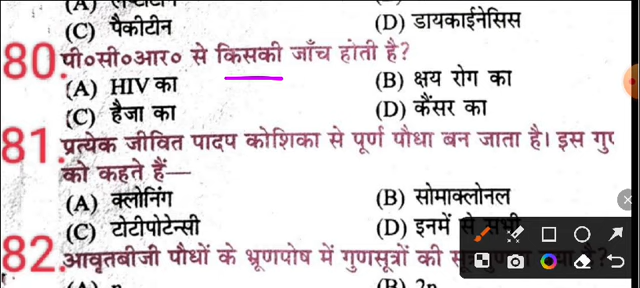 (C) पैकीटीन (D) डायकाईनेसिस
80. पी०सी०आर० से किसकी जाँच होती है?
(A) HIV का (B) क्षय रोग का
(C) हैजा का (D) कैंसर का
81. प्रत्येक जीवित पादप कोशिका से पूर्ण पौधा बन जाता है। इस
को कहते हैं—
(A) क्लोनिंग (B) सोमाक्लोनल
(C) टोटीपोटेन्सी (D) इनमें से सभी
82. आवृतबीजी पौधों के भ्रूणपोष में गुणसूत्रों की